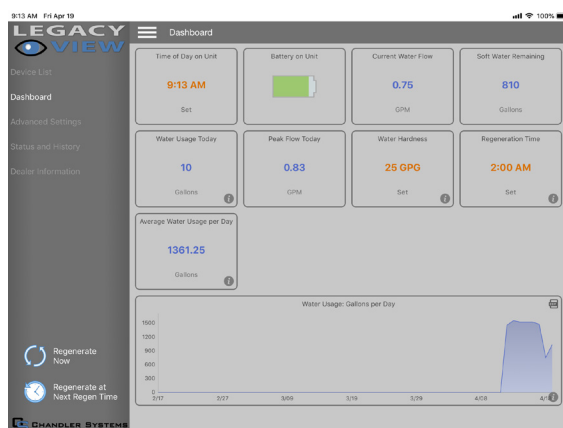 9:13 AM Fri Apr 19
100%
LEGACY
VIEW
Device List
Dashboard
Advanced Settings
Status and History
Dealer Information
Regenerate
Now
Regenerate at
Next Regen Time
CHANDLER SYSTEMS
Dashboard
Time of Day on Unit
9:13 AM
Set
Battery on Unit
Current Water Flow
0.75
GPM
Soft Water Remaining
810
Gallons
Water Usage Today
10
Gallons
i
Peak Flow Today
0.83
GPM
Water Hardness
25 GPG
Set
i
Regeneration Time
2:00 AM
Set
i
Average Water Usage per Day
1361.25
Gallons
i
Water Usage: Gallons per Day
1500
1200
900
600
300
0
2/17
2/27
3/09
3/19
3/29
4/08
i